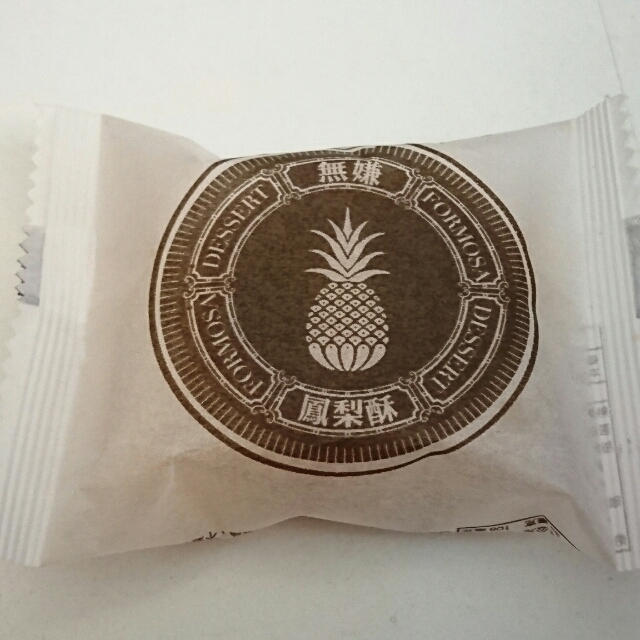 無嫌
FORMOSA
DESSERT
鳳梨酥
FORMOSA
DESSERT